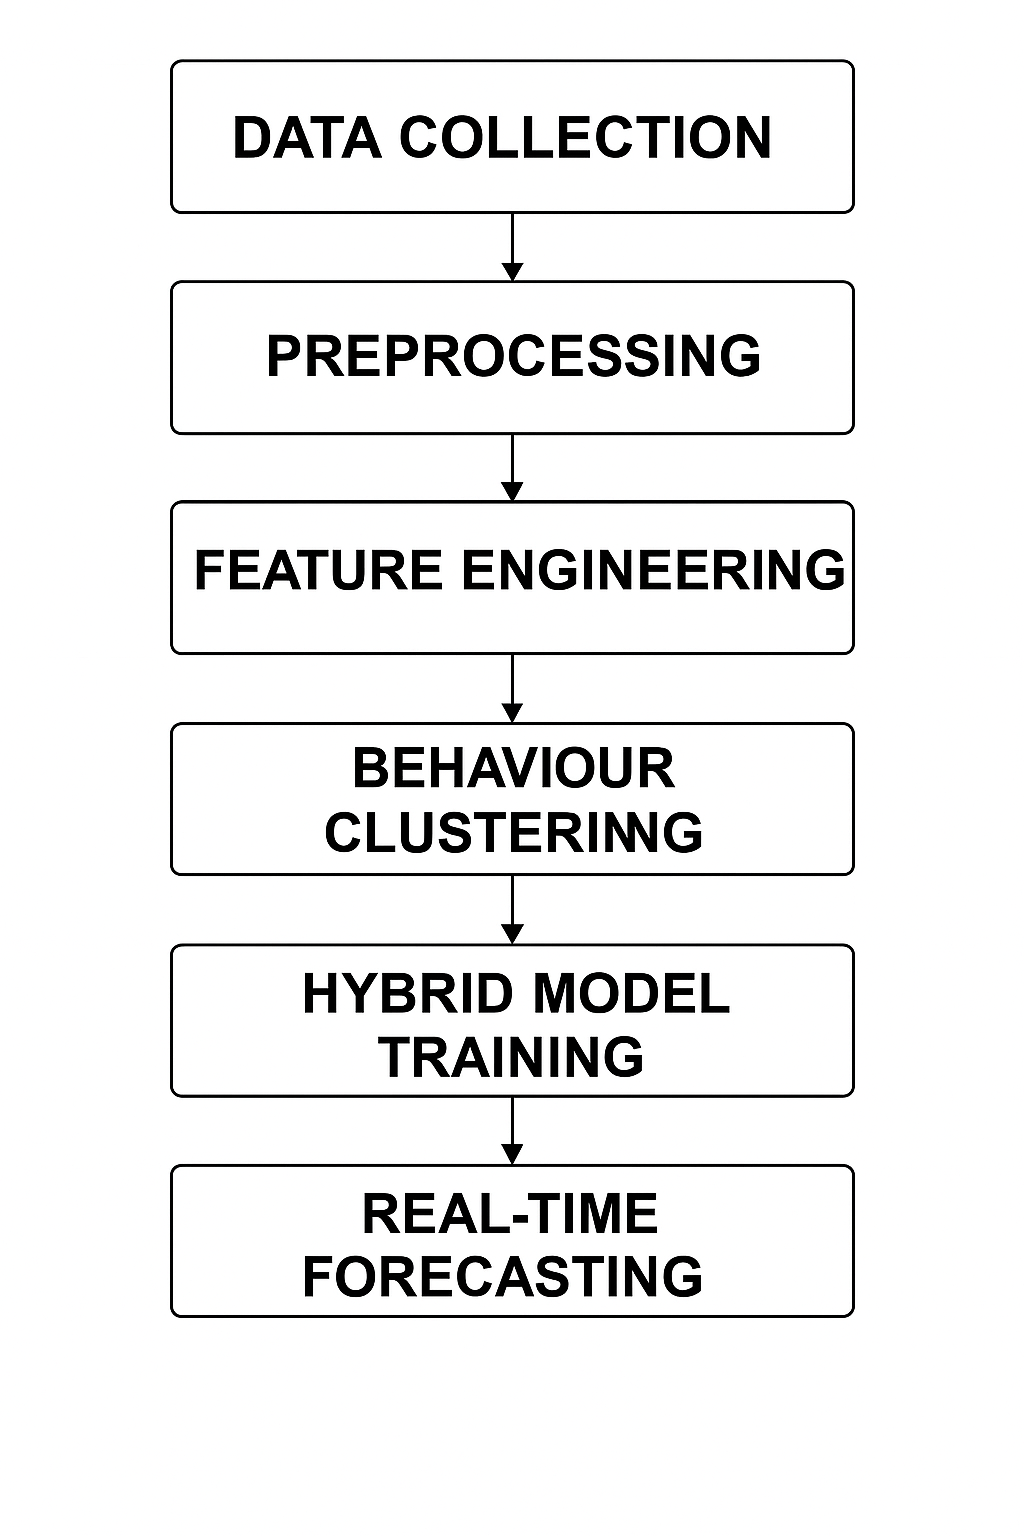 DATA COLLECTION
PREPROCESSING
FEATURE ENGINEERING
BEHAVIOUR
CLUSTERINNG
HYBRID MODEL
TRAINING
REAL-TIME
FORECASTING